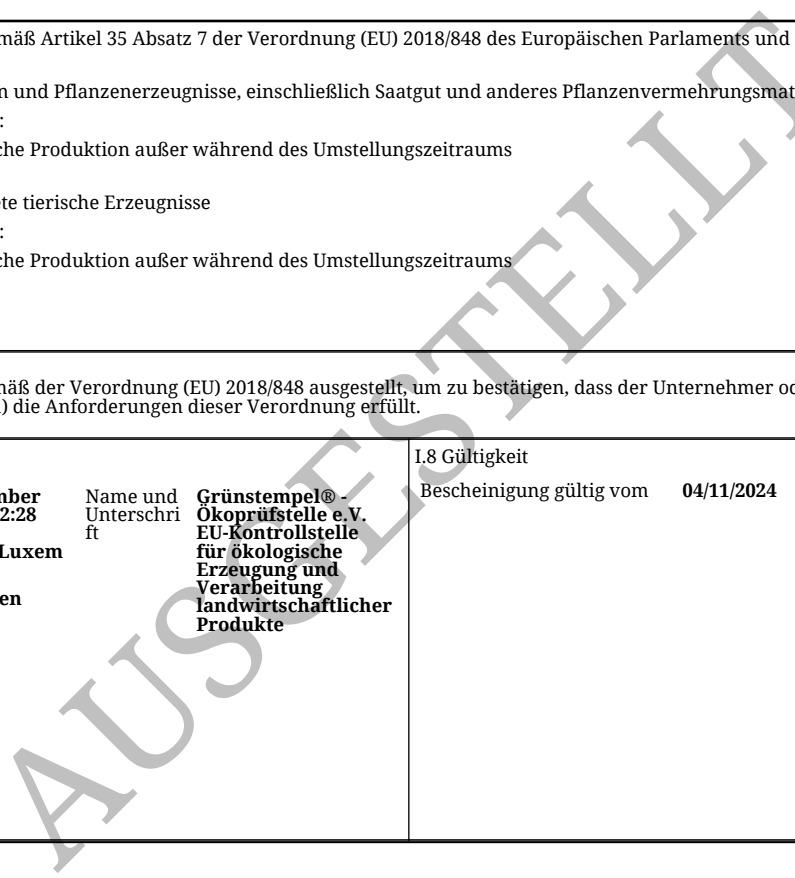 mäß Artikel 35 Absatz 7 der Verordnung (EU) 2018/848 des Europäischen Parlaments und
n und Pflanzenerzeugnisse, einschließlich Saatgut und anderes Pflanzenvermehrungsmat
:
che Produktion außer während des Umstellungszeitraums
te tierische Erzeugnisse
:
che Produktion außer während des Umstellungszeitraums
mäß der Verordnung (EU) 2018/848 ausgestellt, um zu bestätigen, dass der Unternehmer od
) die Anforderungen dieser Verordnung erfüllt.
mber
2:28
Luxem
en
Name und
Unterschri
ft
Grünstempel® -
Ökoprüfstelle e.V.
EU-Kontrollstelle
für ökologische
Erzeugung und
Verarbeitung
landwirtschaftlicher
Produkte
I.8 Gültigkeit
Bescheinigung gültig vom 04/11/2024
AUSGESTELLT